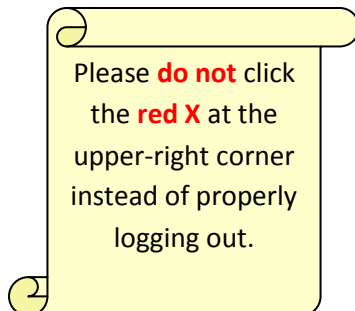 Please do not click
the red X at the
upper-right corner
instead of properly
logging out.